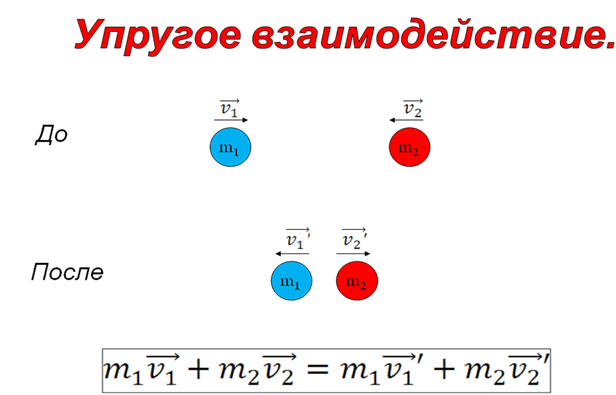 Упругое взаимодействие.
v₁→ v₂→
До m₁ m₂
v₁→′ v₂→′
После m₁ m₂
m₁v₁→ + m₂v₂→ = m₁v₁→′ + m₂v₂→′